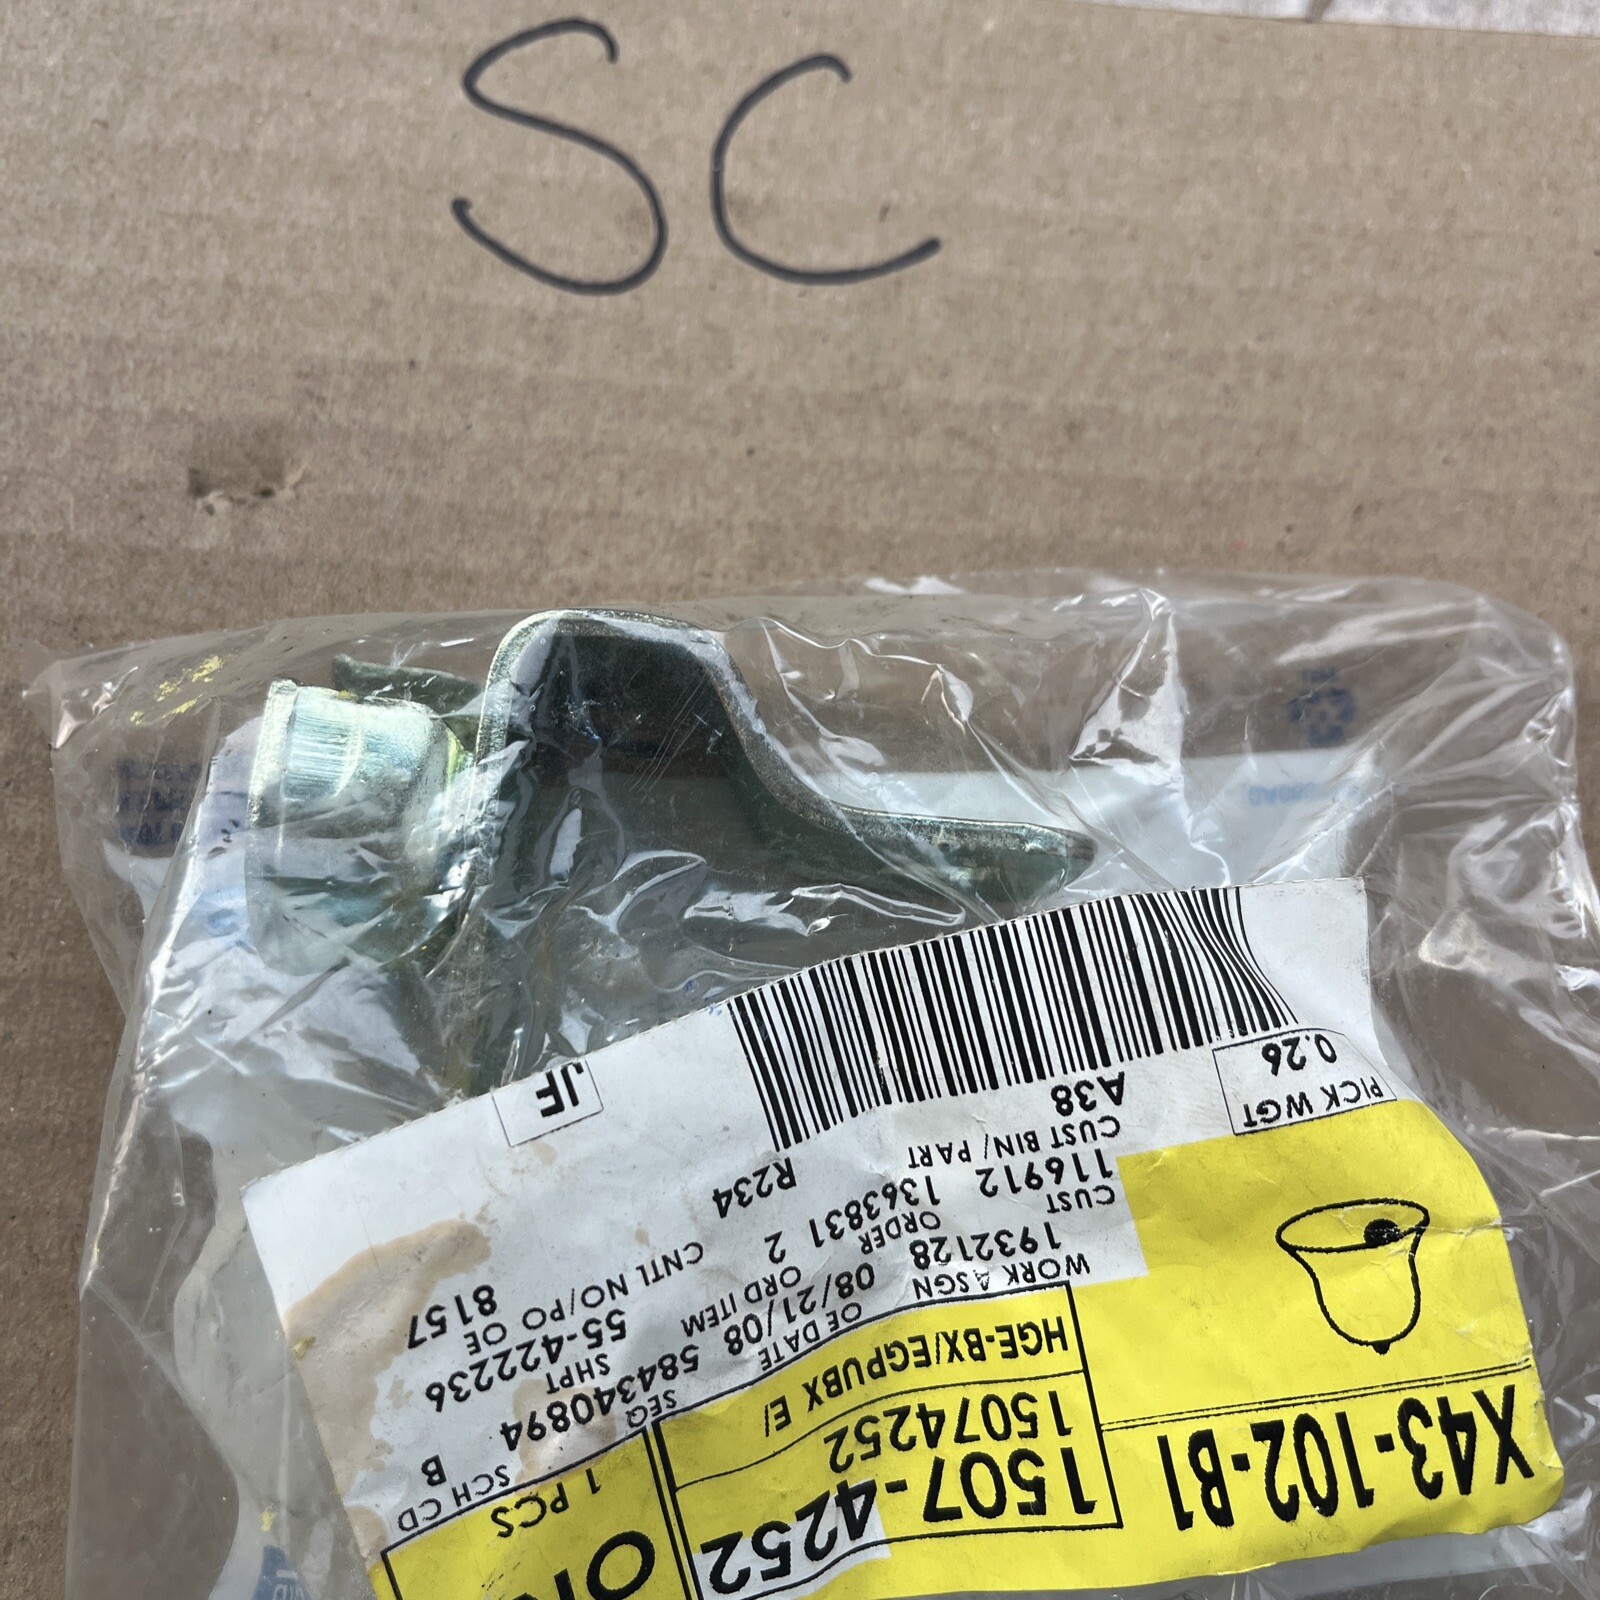 SC
X43-102-B1
1507-4252
15074252
HGE-BX/EGPUBX E/
1 PCS
WORK ASGN
1932128
OE DATE
08/21/08
SEQ
584340894
SCH CD
B
CUST
116912
ORDER
1363831
ORD ITEM
2
SHPT
55-422236
CUST BIN/ PART
A38
R234
CNTL NO/PO OE
8157
PICK WGT
0.26
JF